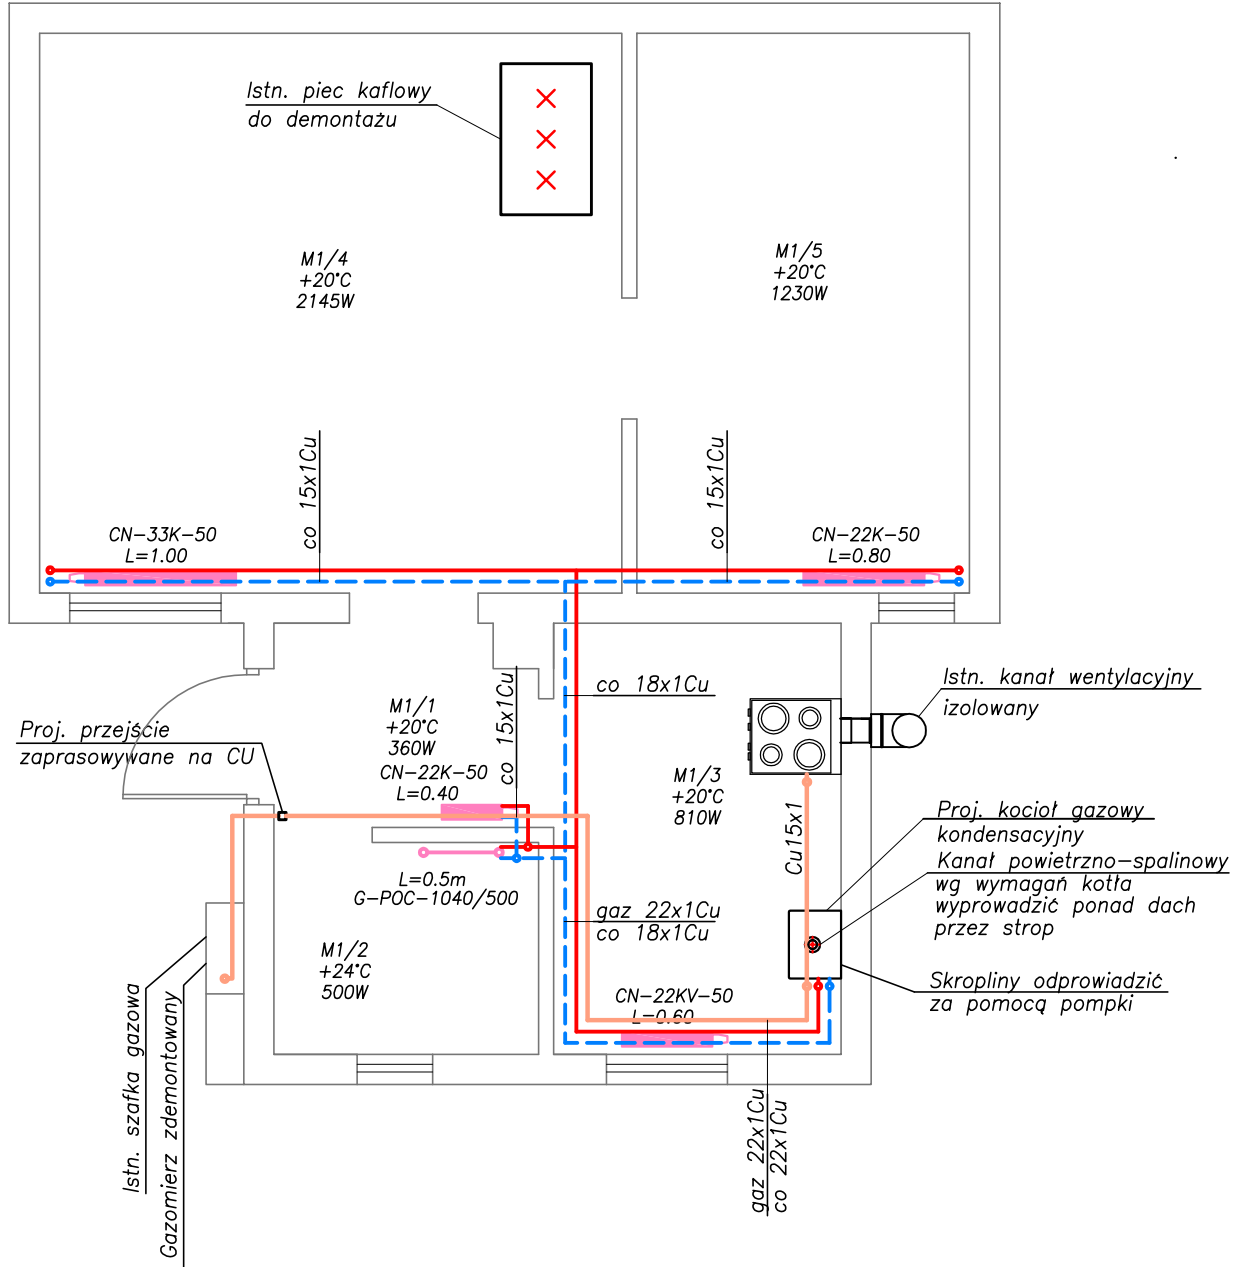 Istn. piec kaflowy
do demontażu
M1/4
+20°C
2145W
M1/5
+20°C
1230W
co 15x1Cu
co 15x1Cu
CN-33K-50
L=1.00
CN-22K-50
L=0.80
co 18x1Cu
Istn. kanał wentylacyjny
izolowany
Proj. przejście
zaprasowywane na CU
M1/1
+20°C
360W
CN-22K-50
L=0.40
co 15x1Cu
M1/3
+20°C
810W
Cu15x1
Proj. kocioł gazowy
kondensacyjny
Kanał powietrzno-spalinowy
wg wymagań kotła
wyprowadzić ponad dach
przez strop
L=0.5m
G-POC-1040/500
gaz 22x1Cu
co 18x1Cu
M1/2
+24°C
500W
Skropliny odprowiadzić
za pomocą pompki
CN-22KV-50
L=0.60
Istn. szafka gazowa
Gazomierz zdemontowany
gaz 22x1Cu
co 22x1Cu